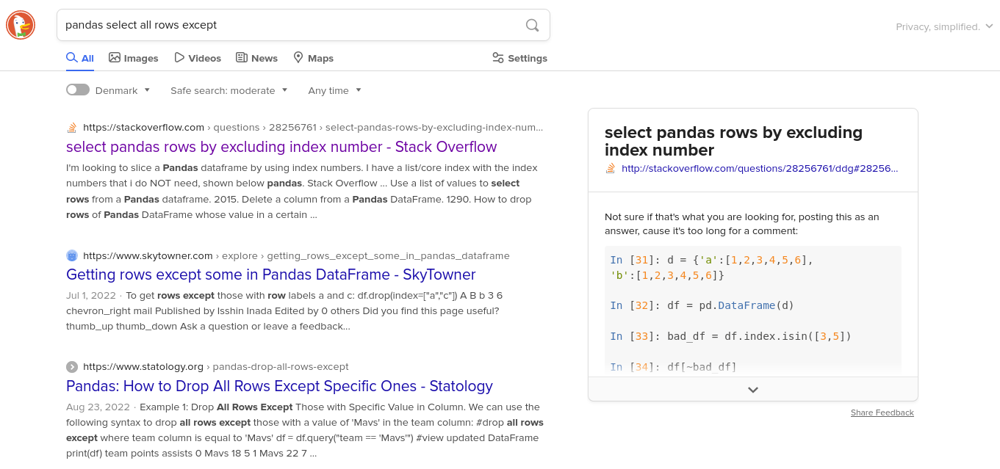 pandas select all rows except
Privacy, simplified.
All Images Videos News Maps Settings
Denmark Safe search: moderate Any time
https://stackoverflow.com › questions › 28256761 › select-pandas-rows-by-excluding-index-num...
select pandas rows by excluding index number - Stack Overflow
I'm looking to slice a Pandas dataframe by using index numbers. I have a list/core index with the index
numbers that i do NOT need, shown below pandas. Stack Overflow ... Use a list of values to select
rows from a Pandas dataframe. 2015. Delete a column from a Pandas DataFrame. 1290. How to drop
rows of Pandas DataFrame whose value in a certain ...
https://www.skytowner.com › explore › getting_rows_except_some_in_pandas_dataframe
Getting rows except some in Pandas DataFrame - SkyTowner
Jul 1, 2022 · To get rows except those with row labels a and c: df.drop(index=["a","c"]) A B b 3 6
chevron_right mail Published by Isshin Inada Edited by 0 others Did you find this page useful?
thumb_up thumb_down Ask a question or leave a feedback...
https://www.statology.org › pandas-drop-all-rows-except
Pandas: How to Drop All Rows Except Specific Ones - Statology
Aug 23, 2022 · Example 1: Drop All Rows Except Those with Specific Value in Column. We can use the
following syntax to drop all rows except those with a value of 'Mavs' in the team column: #drop all rows
except where team column is equal to 'Mavs' df = df.query("team == 'Mavs'") #view updated DataFrame
print(df) team points assists 0 Mavs 18 5 1 Mavs 22 7 ...
select pandas rows by excluding
index number
http://stackoverflow.com/questions/28256761/ddg#28256...
Not sure if that's what you are looking for, posting this as an
answer, cause it's too long for a comment:
In [31]: d = {'a':[1,2,3,4,5,6],
'b':[1,2,3,4,5,6]}
In [32]: df = pd.DataFrame(d)
In [33]: bad_df = df.index.isin([3,5])
In [34]: df[~bad_df]
Share Feedback